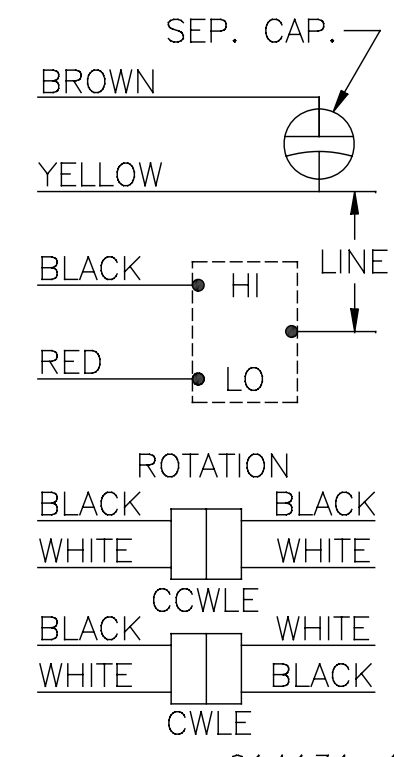 SEP. CAP.
BROWN
YELLOW
LINE
BLACK
HI
RED
LO
ROTATION
BLACK BLACK
WHITE WHITE
CCWLE
BLACK WHITE
WHITE BLACK
CWLE